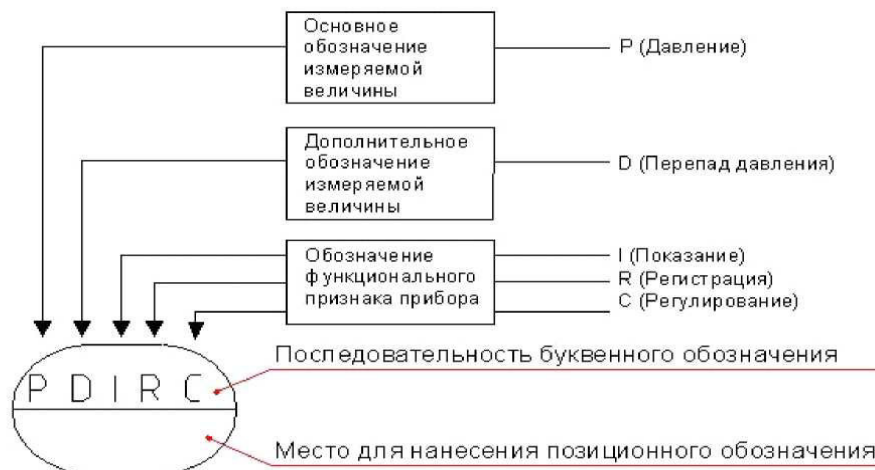 Основное
обозначение
измеряемой
величины
P (Давление)
Дополнительное
обозначение
измеряемой
величины
D (Перепад давления)
Обозначение
функционального
признака прибора
I (Показание)
R (Регистрация)
C (Регулирование)
Последовательность буквенного обозначения
P D I R C
Место для нанесения позиционного обозначения